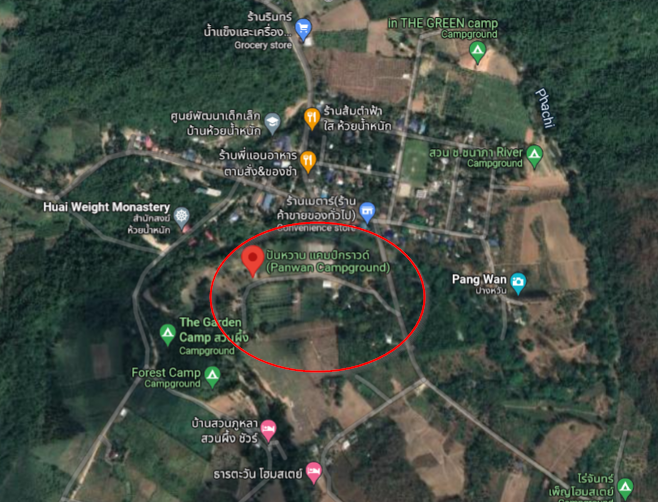 ร้านรินทร์
น้ำแข็งและเครื่อง...
Grocery store
in THE GREEN camp
Campground
Phachi
ศูนย์พัฒนาเด็กเล็ก
บ้านห้วยน้ำหนัก
ร้านส้มตำฟ้า
ใส ห้วยน้ำหนัก
สวน ช.ชนาภา River
Campground
ร้านพี่แอนอาหาร
ตามสั่ง&ของชำ
Huai Weight Monastery
สำนักสงฆ์
ห้วยน้ำหนัก
ร้านเมตาร์(ร้าน
ค้าขายของทั่วไป)
Convenience store
ปันหวาน แคมป์กราวด์
(Panwan Campground)
Pang Wan
ปางหวัน
The Garden
Camp สวนผึ้ง
Campground
Forest Camp
Campground
บ้านสวนภูหลา
สวนผึ้ง ชัวร์
ธารตะวัน โฮมสเตย์
ไร่จันทร์
เพ็ญโฮมสเตย์
Campground